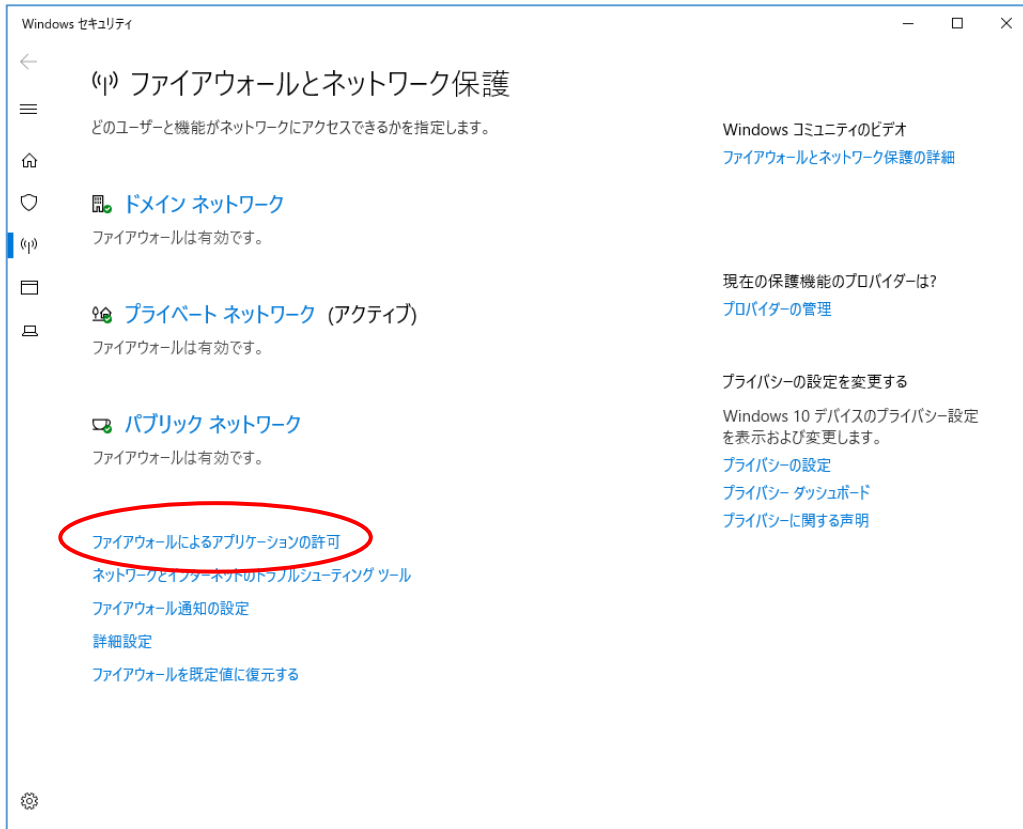 Windows セキュリティ
ファイアウォールとネットワーク保護
どのユーザーと機能がネットワークにアクセスできるかを指定します。
ドメイン ネットワーク
ファイアウォールは有効です。
プライベート ネットワーク (アクティブ)
ファイアウォールは有効です。
パブリック ネットワーク
ファイアウォールは有効です。
ファイアウォールによるアプリケーションの許可
ネットワークとインターネットのトラブルシューティング ツール
ファイアウォール通知の設定
詳細設定
ファイアウォールを既定値に復元する
Windows コミュニティのビデオ
ファイアウォールとネットワーク保護の詳細
現在の保護機能のプロバイダーは?
プロバイダーの管理
プライバシーの設定を変更する
Windows 10 デバイスのプライバシー設定
を表示および変更します。
プライバシーの設定
プライバシー ダッシュボード
プライバシーに関する声明